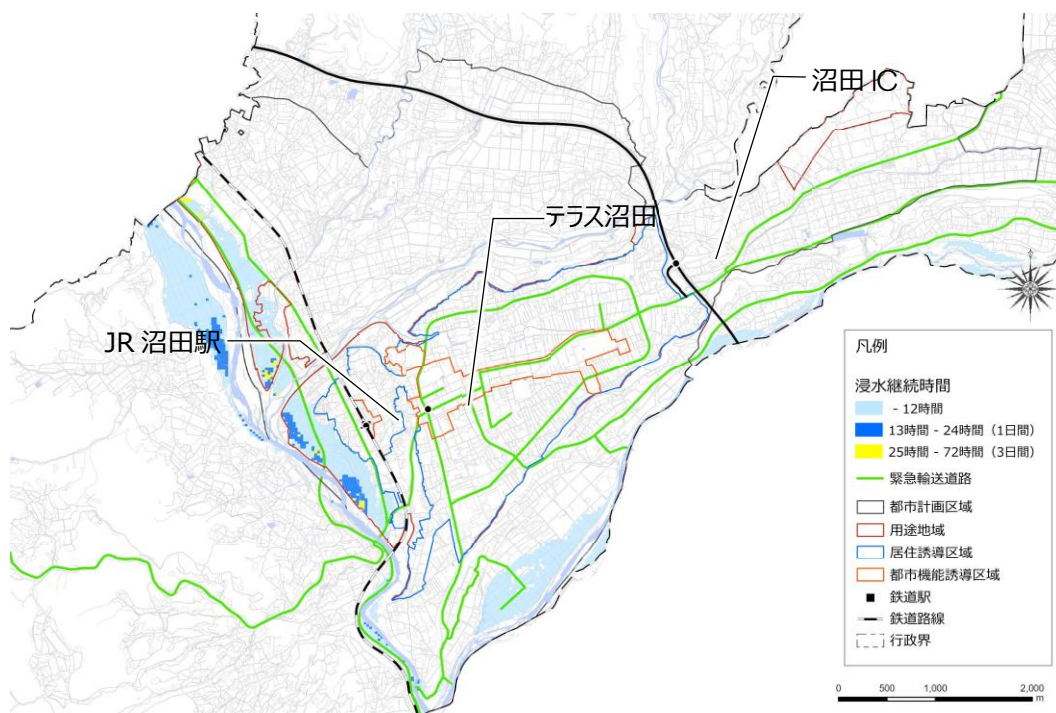 沼田 IC
テラス沼田
JR 沼田駅
凡例
浸水継続時間
- 12時間
13時間 - 24時間（1日間）
25時間 - 72時間（3日間）
緊急輸送道路
都市計画区域
用途地域
居住誘導区域
都市機能誘導区域
鉄道駅
鉄道路線
行政界
0 500 1,000 2,000
m